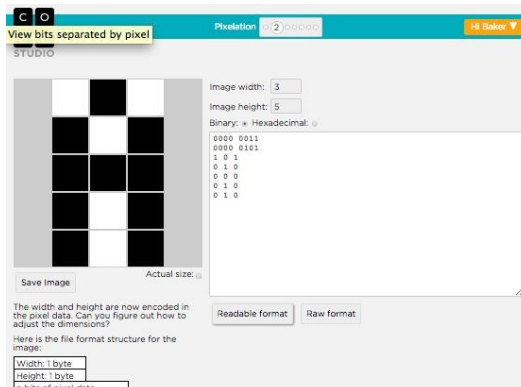 C O
View bits separated by pixel
STUDIO
Pixelation
2
Hi Baker ▼
Image width: 3
Image height: 5
Binary: Hexadecimal:
0000 0011
0000 0101
1 0 1
0 1 0
0 0 0
0 1 0
0 1 0
Actual size:
Save Image
Readable format
Raw format
The width and height are now encoded in
the pixel data. Can you figure out how to
adjust the dimensions?
Here is the file format structure for the
image:
Width: 1 byte
Height: 1 byte